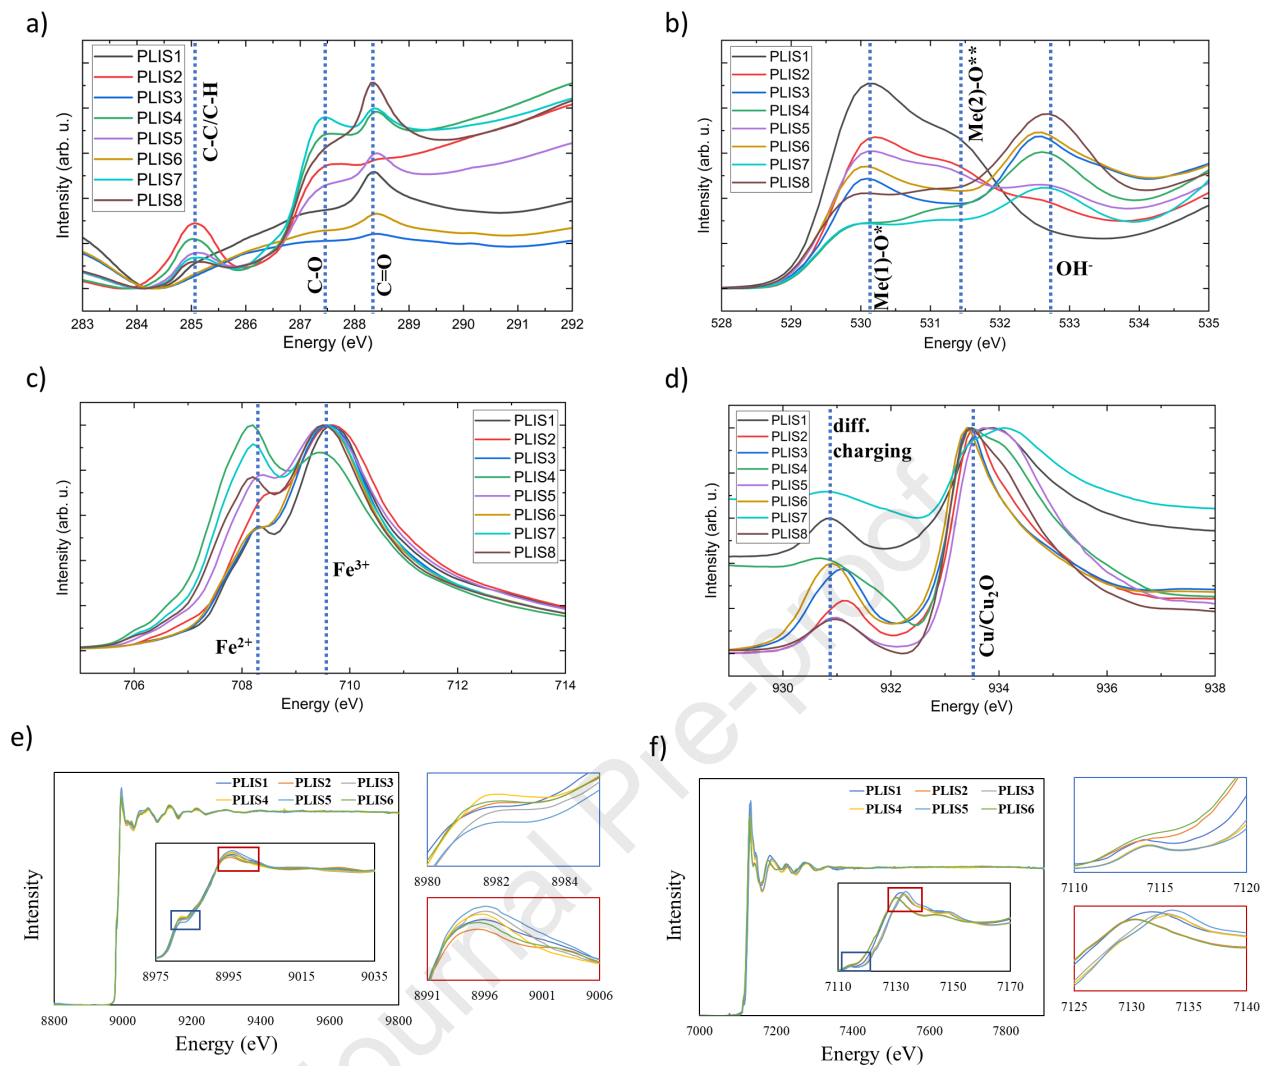 a)
PLIS1
PLIS2
PLIS3
PLIS4
PLIS5
PLIS6
PLIS7
PLIS8
C-C/C-H
C-O
C=O
Intensity (arb. u.)
283 284 285 286 287 288 289 290 291 292
Energy (eV)
b)
PLIS1
PLIS2
PLIS3
PLIS4
PLIS5
PLIS6
PLIS7
PLIS8
Me(1)-O*
Me(2)-O**
OH-
Intensity (arb. u.)
528 529 530 531 532 533 534 535
Energy (eV)
c)
PLIS1
PLIS2
PLIS3
PLIS4
PLIS5
PLIS6
PLIS7
PLIS8
Fe2+
Fe3+
Intensity (arb. u.)
706 708 710 712 714
Energy (eV)
d)
PLIS1
PLIS2
PLIS3
PLIS4
PLIS5
PLIS6
PLIS7
PLIS8
diff.
charging
Cu/Cu2O
Intensity (arb. u.)
930 932 934 936 938
Energy (eV)
e)
PLIS1 PLIS2 PLIS3
PLIS4 PLIS5 PLIS6
Intensity
8975 8995 9015 9035
8800 9000 9200 9400 9600 9800
Energy (eV)
8980 8982 8984
8991 8996 9001 9006
f)
PLIS1 PLIS2 PLIS3
PLIS4 PLIS5 PLIS6
Intensity
7110 7130 7150 7170
7000 7200 7400 7600 7800
Energy (eV)
7110 7115 7120
7125 7130 7135 7140
Journal Pre-proof